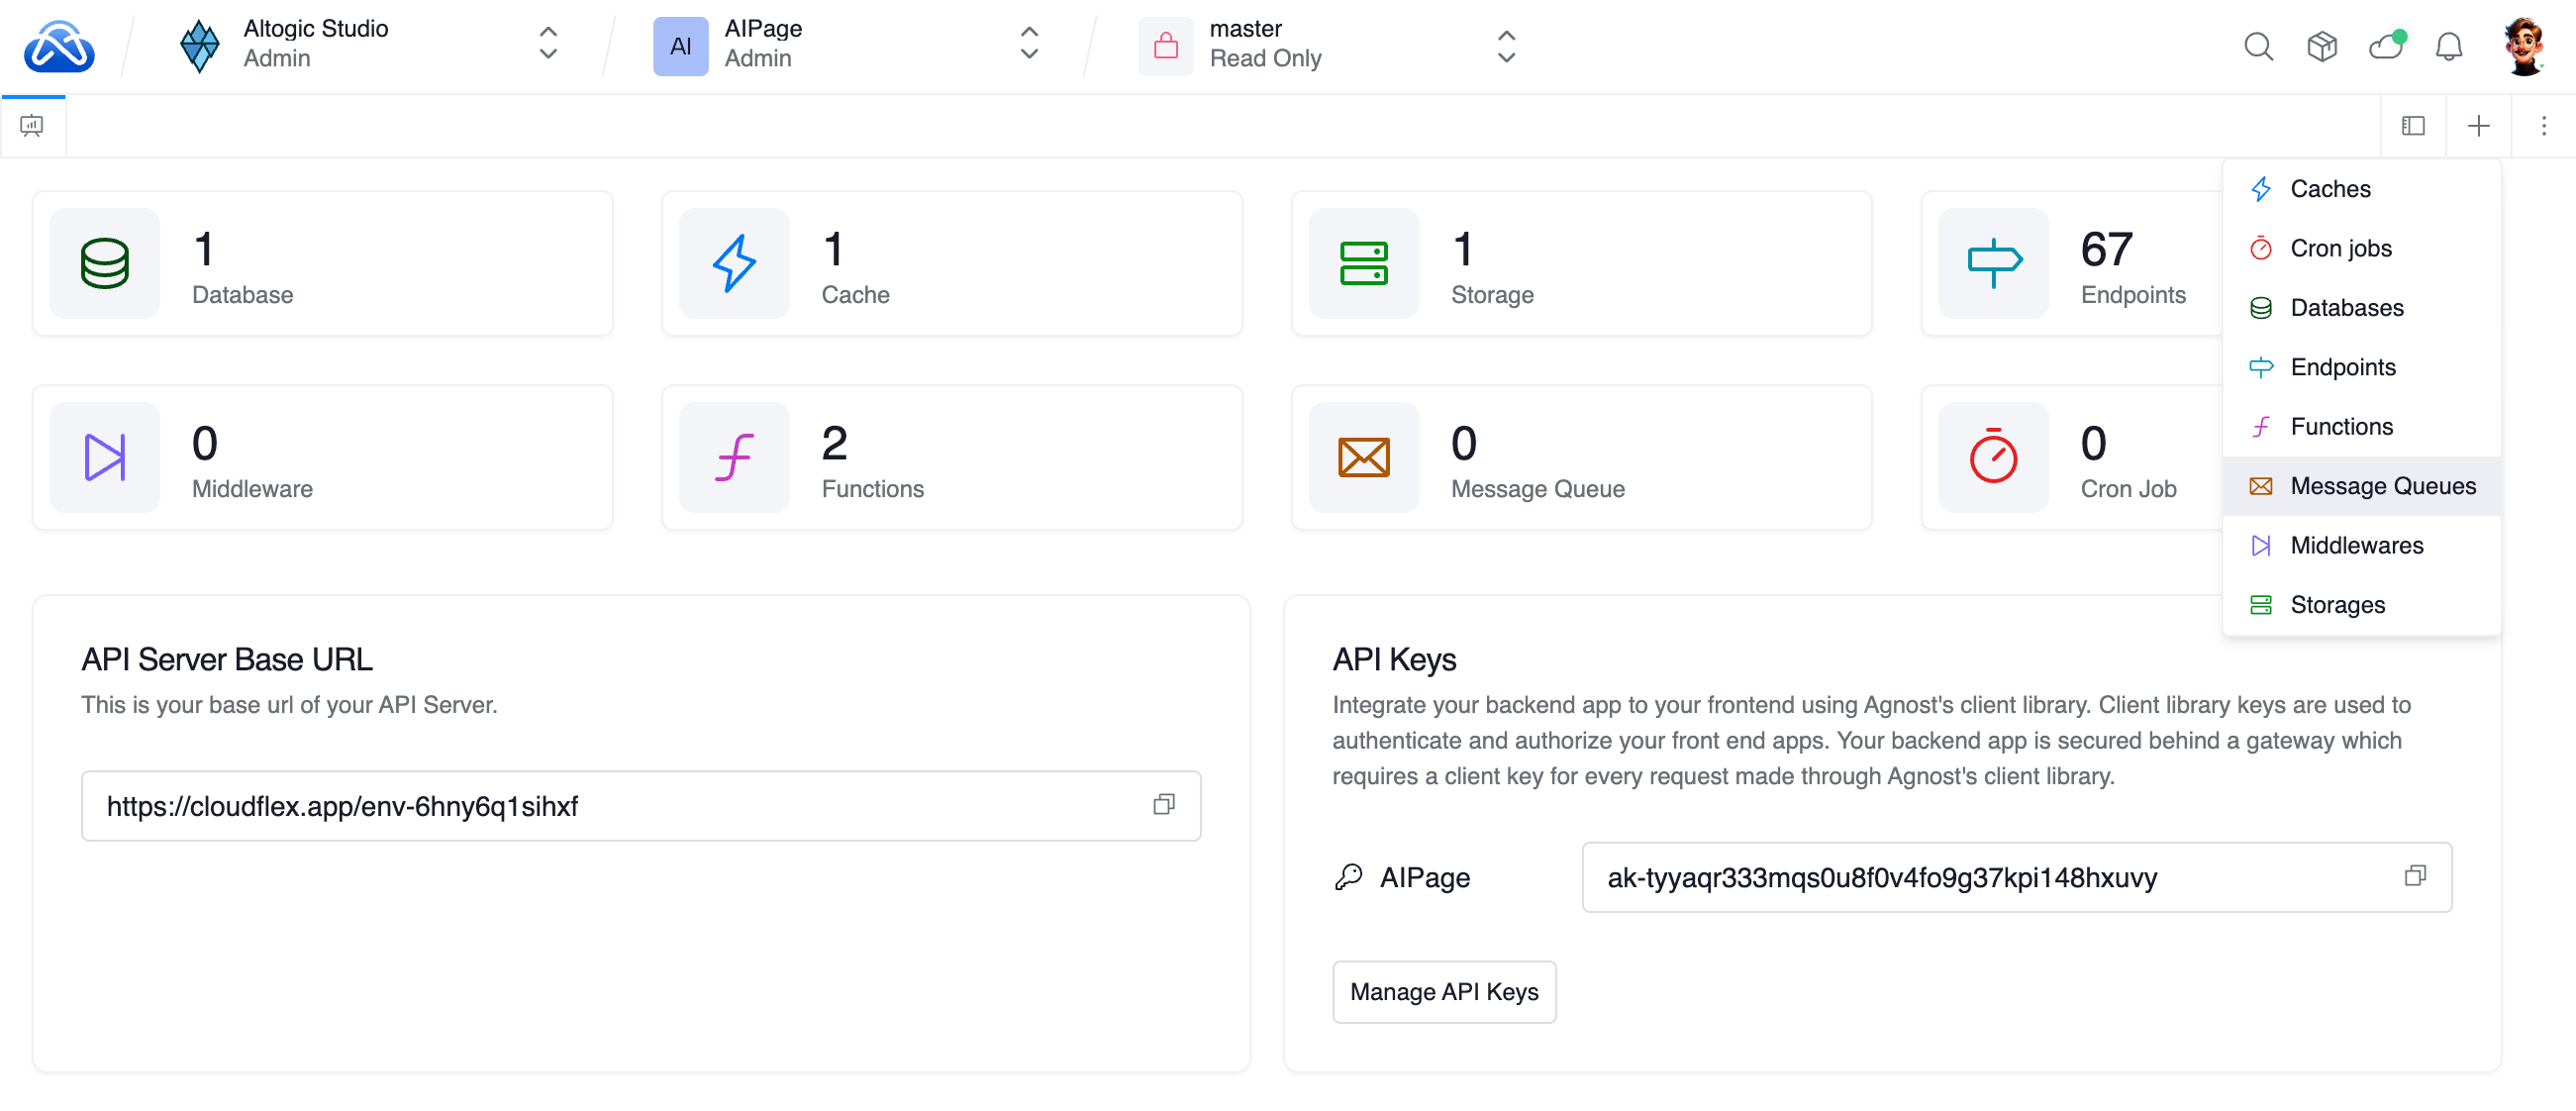 Altogic Studio
Admin
AI
AIPage
Admin
master
Read Only
1
Database
1
Cache
1
Storage
67
Endpoints
0
Middleware
2
Functions
0
Message Queue
0
Cron Job
Caches
Cron jobs
Databases
Endpoints
Functions
Message Queues
Middlewares
Storages
API Server Base URL
This is your base url of your API Server.
https://cloudflex.app/env-6hny6q1sihxf
API Keys
Integrate your backend app to your frontend using Agnost's client library. Client library keys are used to
authenticate and authorize your front end apps. Your backend app is secured behind a gateway which
requires a client key for every request made through Agnost's client library.
AIPage
ak-tyyaqr333mqs0u8f0v4fo9g37kpi148hxuvy
Manage API Keys